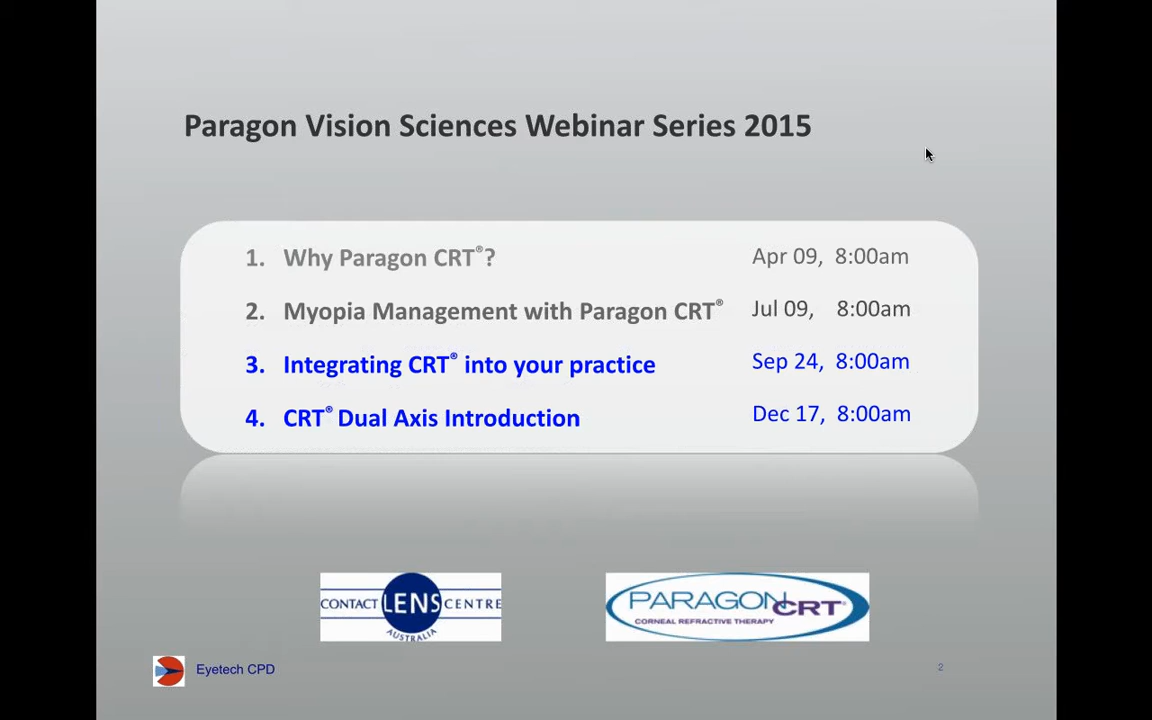 Paragon Vision Sciences Webinar Series 2015
1. Why Paragon CRT®? Apr 09, 8:00am
2. Myopia Management with Paragon CRT® Jul 09, 8:00am
3. Integrating CRT® into your practice Sep 24, 8:00am
4. CRT® Dual Axis Introduction Dec 17, 8:00am
CONTACT LENS CENTRE
AUSTRALIA
PARAGON CRT®
CORNEAL REFRACTIVE THERAPY
Eyetech CPD
2